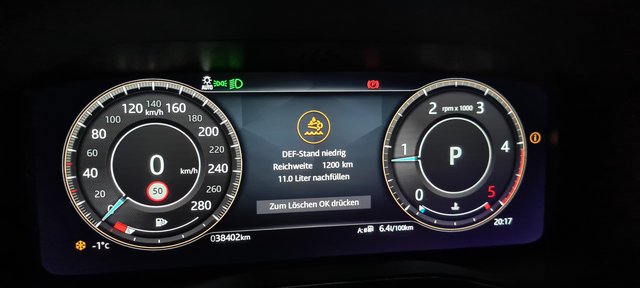 AUTO
120 140 160
km/h
100 180
80 200
60 220
40 240
20 260
0 280
0 km/h
50
-1°c
038402km
DEF-Stand niedrig
Reichweite 1200 km
11.0 Liter nachfüllen
Zum Löschen OK drücken
2 rpm x 1000 3
1 4
P
0 5
A:ø 6.4l/100km
20:17